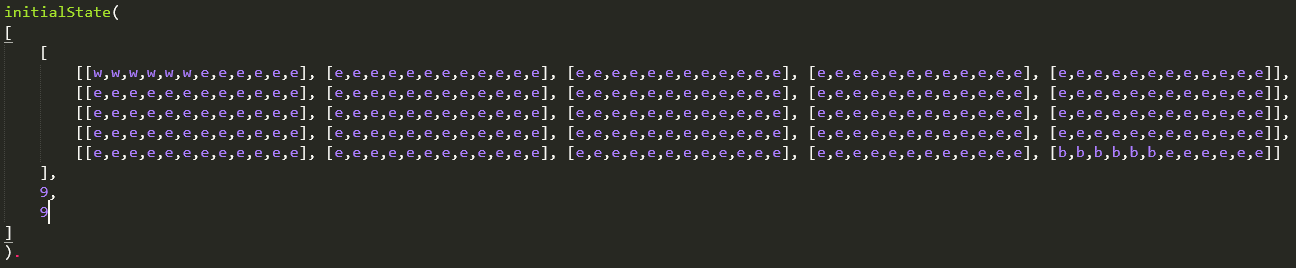 initialState(
[
    [
        [[w,w,w,w,w,w,e,e,e,e,e,e], [e,e,e,e,e,e,e,e,e,e,e,e], [e,e,e,e,e,e,e,e,e,e,e,e], [e,e,e,e,e,e,e,e,e,e,e,e], [e,e,e,e,e,e,e,e,e,e,e,e]],
        [[e,e,e,e,e,e,e,e,e,e,e,e], [e,e,e,e,e,e,e,e,e,e,e,e], [e,e,e,e,e,e,e,e,e,e,e,e], [e,e,e,e,e,e,e,e,e,e,e,e], [e,e,e,e,e,e,e,e,e,e,e,e]],
        [[e,e,e,e,e,e,e,e,e,e,e,e], [e,e,e,e,e,e,e,e,e,e,e,e], [e,e,e,e,e,e,e,e,e,e,e,e], [e,e,e,e,e,e,e,e,e,e,e,e], [e,e,e,e,e,e,e,e,e,e,e,e]],
        [[e,e,e,e,e,e,e,e,e,e,e,e], [e,e,e,e,e,e,e,e,e,e,e,e], [e,e,e,e,e,e,e,e,e,e,e,e], [e,e,e,e,e,e,e,e,e,e,e,e], [e,e,e,e,e,e,e,e,e,e,e,e]],
        [[e,e,e,e,e,e,e,e,e,e,e,e], [e,e,e,e,e,e,e,e,e,e,e,e], [e,e,e,e,e,e,e,e,e,e,e,e], [e,e,e,e,e,e,e,e,e,e,e,e], [b,b,b,b,b,b,e,e,e,e,e,e]]
    ],
    9,
    9
]
).